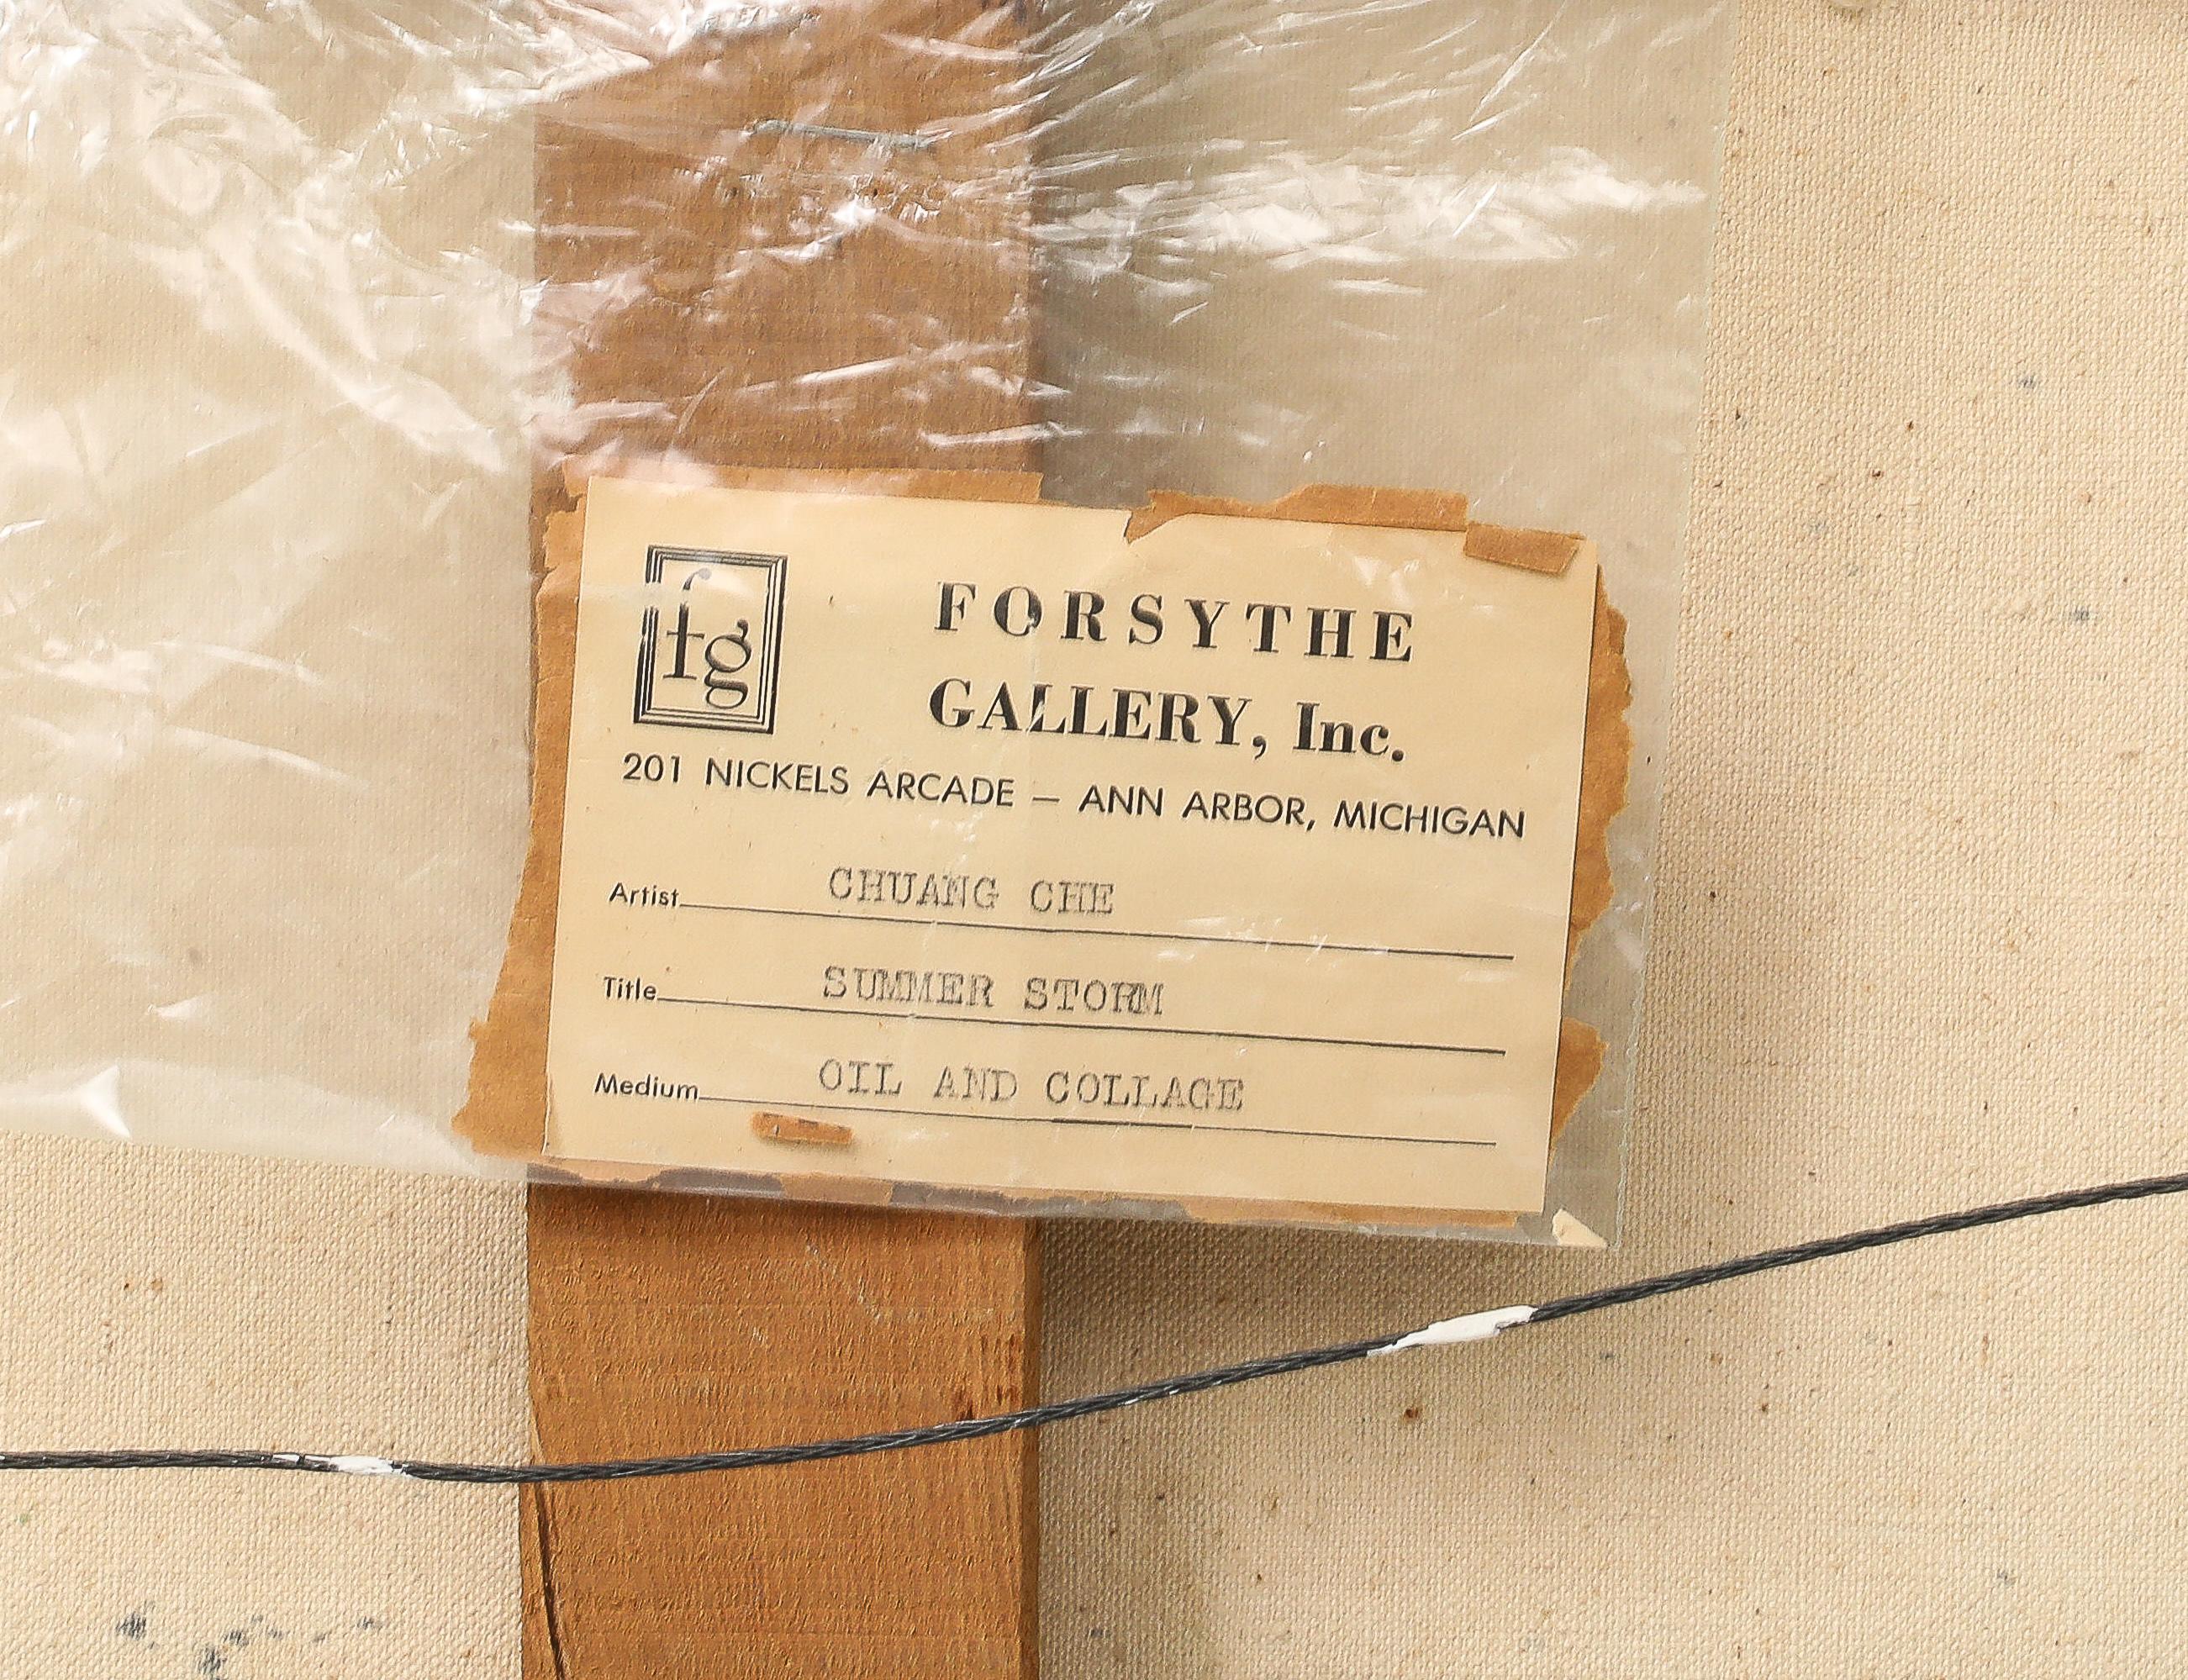 fg
FORSYTHE
GALLERY, Inc.
201 NICKELS ARCADE — ANN ARBOR, MICHIGAN
Artist CHUANG CHE
Title SUMMER STORM
Medium OIL AND COLLAGE